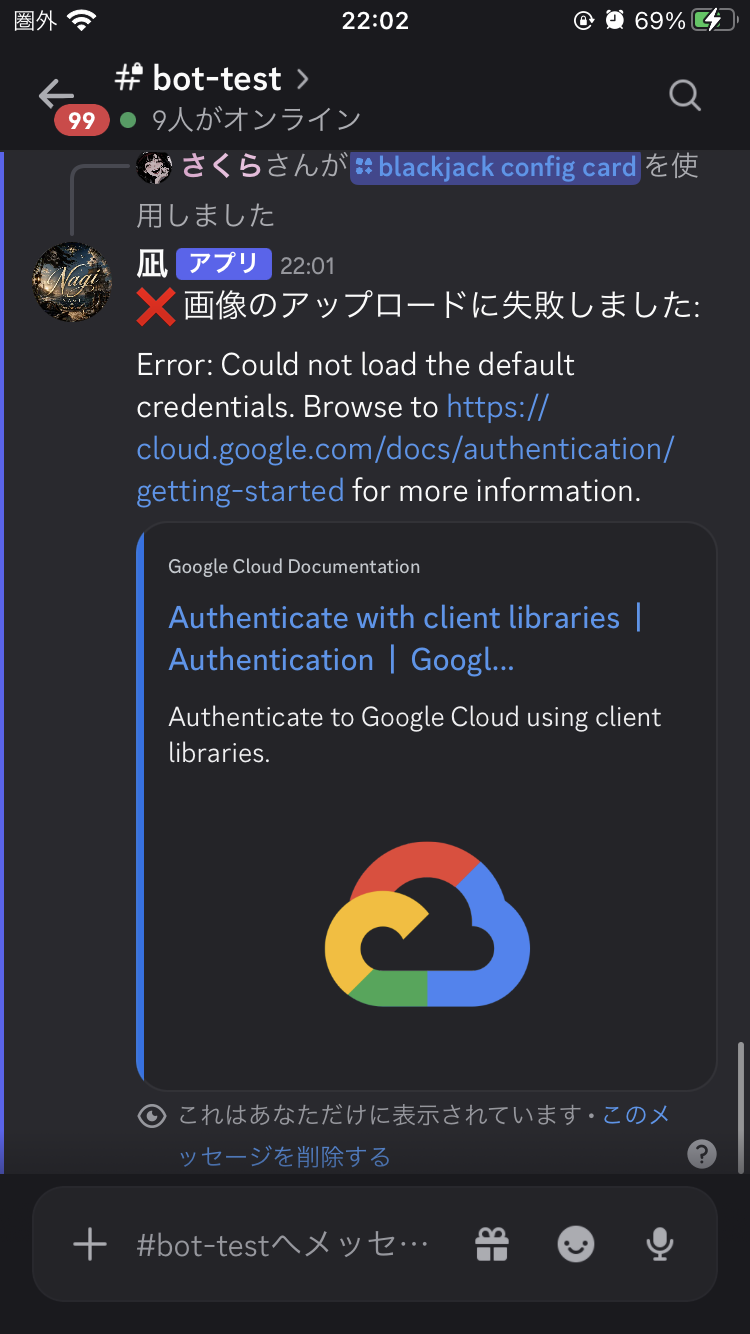 圏外 22:02 69%
# bot-test
99 9人がオンライン
さくらさんが blackjack config card を使
用しました
凪 アプリ 22:01
Nagi
❌画像のアップロードに失敗しました:
Error: Could not load the default
credentials. Browse to https://
cloud.google.com/docs/authentication/
getting-started for more information.
Google Cloud Documentation
Authenticate with client libraries |
Authentication | Googl...
Authenticate to Google Cloud using client
libraries.
これはあなただけに表示されています・このメ
ッセージを削除する
?
#bot-testへメッセ…